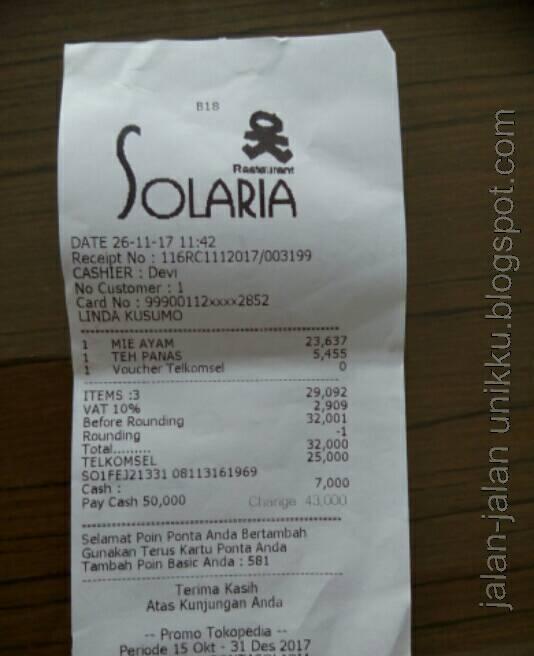 B18
Restaurant
SOLARIA
DATE 26-11-17 11:42
Receipt No : 116RC1112017/003199
CASHIER : Devi
No Customer : 1
Card No : 99900112xxxx2852
LINDA KUSUMO
1 MIE AYAM 23,637
1 TEH PANAS 5,455
1 Voucher Telkomsel 0
ITEMS :3 29,092
VAT 10% 2,909
Before Rounding 32,001
Rounding -1
Total......... 32,000
TELKOMSEL 25,000
SO1FEJ21331 08113161969
Cash : 7,000
Pay Cash 50,000 Change 43,000
Selamat Poin Ponta Anda Bertambah
Gunakan Terus Kartu Ponta Anda
Tambah Poin Basic Anda : 581
Terima Kasih
Atas Kunjungan Anda
-- Promo Tokopedia --
Periode 15 Okt - 31 Des 2017
jalan-jalan unikku.blogspot.com